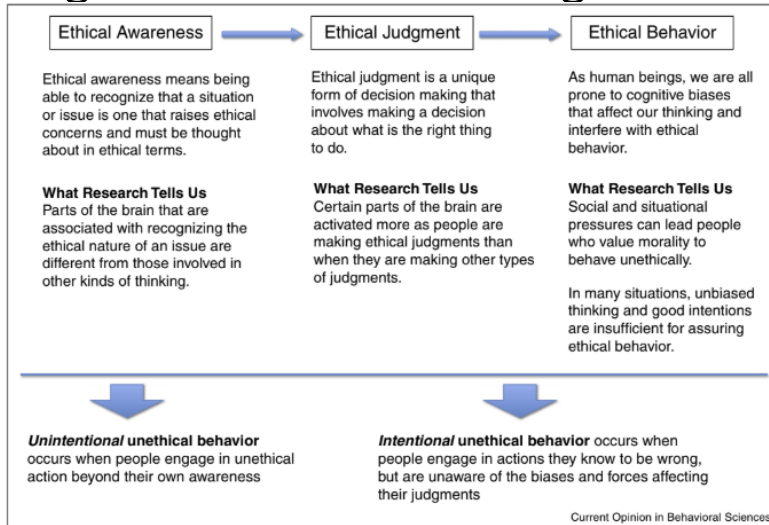 Ethical Awareness
Ethical Judgment
Ethical Behavior
Ethical awareness means being
able to recognize that a situation
or issue is one that raises ethical
concerns and must be thought
about in ethical terms.
What Research Tells Us
Parts of the brain that are
associated with recognizing the
ethical nature of an issue are
different from those involved in
other kinds of thinking.
Ethical judgment is a unique
form of decision making that
involves making a decision
about what is the right thing
to do.
What Research Tells Us
Certain parts of the brain are
activated more as people are
making ethical judgments than
when they are making other types
of judgments.
As human beings, we are all
prone to cognitive biases
that affect our thinking and
interfere with ethical
behavior.
What Research Tells Us
Social and situational
pressures can lead people
who value morality to
behave unethically.
In many situations, unbiased
thinking and good intentions
are insufficient for assuring
ethical behavior.
Unintentional unethical behavior
occurs when people engage in unethical
action beyond their own awareness
Intentional unethical behavior occurs when
people engage in actions they know to be wrong,
but are unaware of the biases and forces affecting
their judgments
Current Opinion in Behavioral Sciences